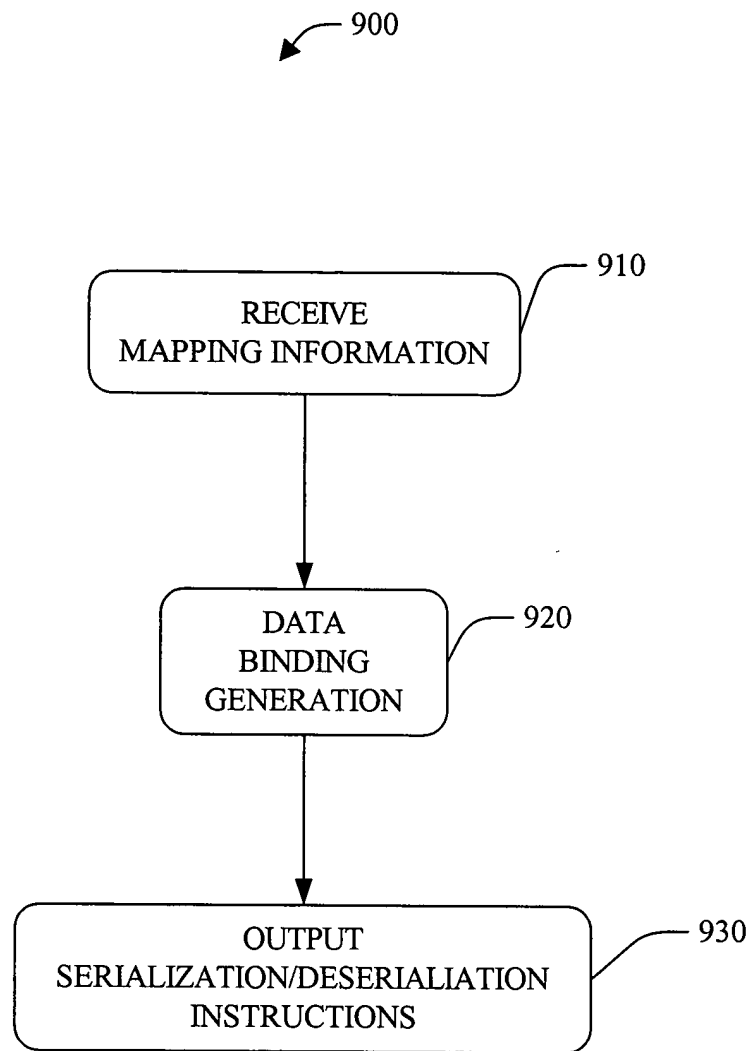 900
910
RECEIVE
MAPPING INFORMATION
920
DATA
BINDING
GENERATION
930
OUTPUT
SERIALIZATION/DESERIALIATION
INSTRUCTIONS